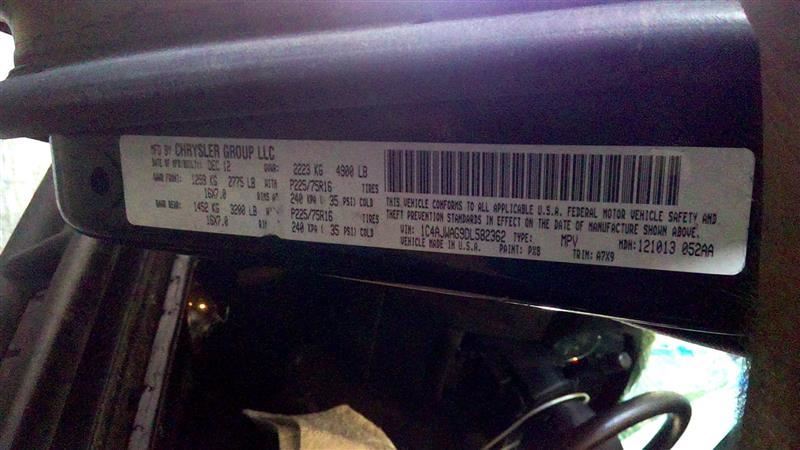 MFD BY CHRYSLER GROUP LLC
DATE OF MFR/BUILT: DEC 12 GVWR: 2223 KG 4900 LB
GAWR FRONT: 1259 KG 2775 LB WITH P225/75R16 TIRES
16X7.0 RIMS AT 240 KPA ( 35 PSI) COLD
GAWR REAR: 1452 KG 3200 LB P225/75R16 TIRES
16X7.0 240 KPA ( 35 PSI) COLD
THIS VEHICLE CONFORMS TO ALL APPLICABLE U.S.A. FEDERAL MOTOR VEHICLE SAFETY AND
THEFT PREVENTION STANDARDS IN EFFECT ON THE DATE OF MANUFACTURE SHOWN ABOVE.
VIN: 1C4AJWAG9DL582362 TYPE: MPV MDH: 121013 052AA
VEHICLE MADE IN U.S.A. PAINT: PX8 TRIM: A7X9